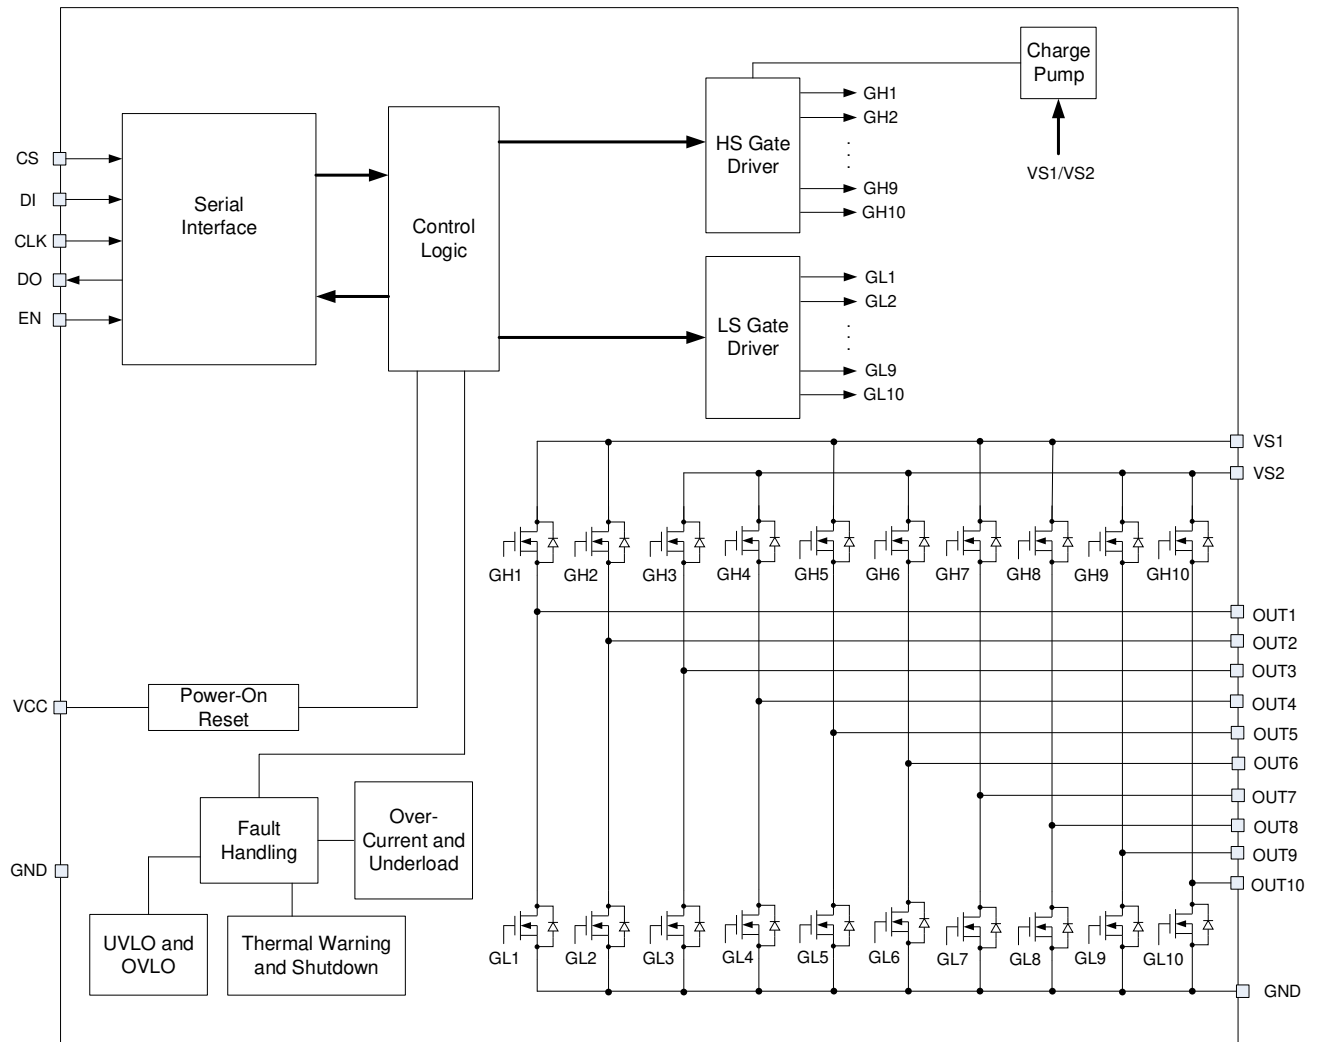 Charge
Pump
VS1/VS2
HS Gate
Driver
GH1
GH2
GH9
GH10
CS
DI
CLK
DO
EN
Serial
Interface
Control
Logic
LS Gate
Driver
GL1
GL2
GL9
GL10
VS1
VS2
GH1
GH2
GH3
GH4
GH5
GH6
GH7
GH8
GH9
GH10
OUT1
OUT2
OUT3
OUT4
OUT5
OUT6
OUT7
OUT8
OUT9
OUT10
VCC
Power-On
Reset
Fault
Handling
Over-
Current and
Underload
GND
UVLO and
OVLO
Thermal Warning
and Shutdown
GL1
GL2
GL3
GL4
GL5
GL6
GL7
GL8
GL9
GL10
GND